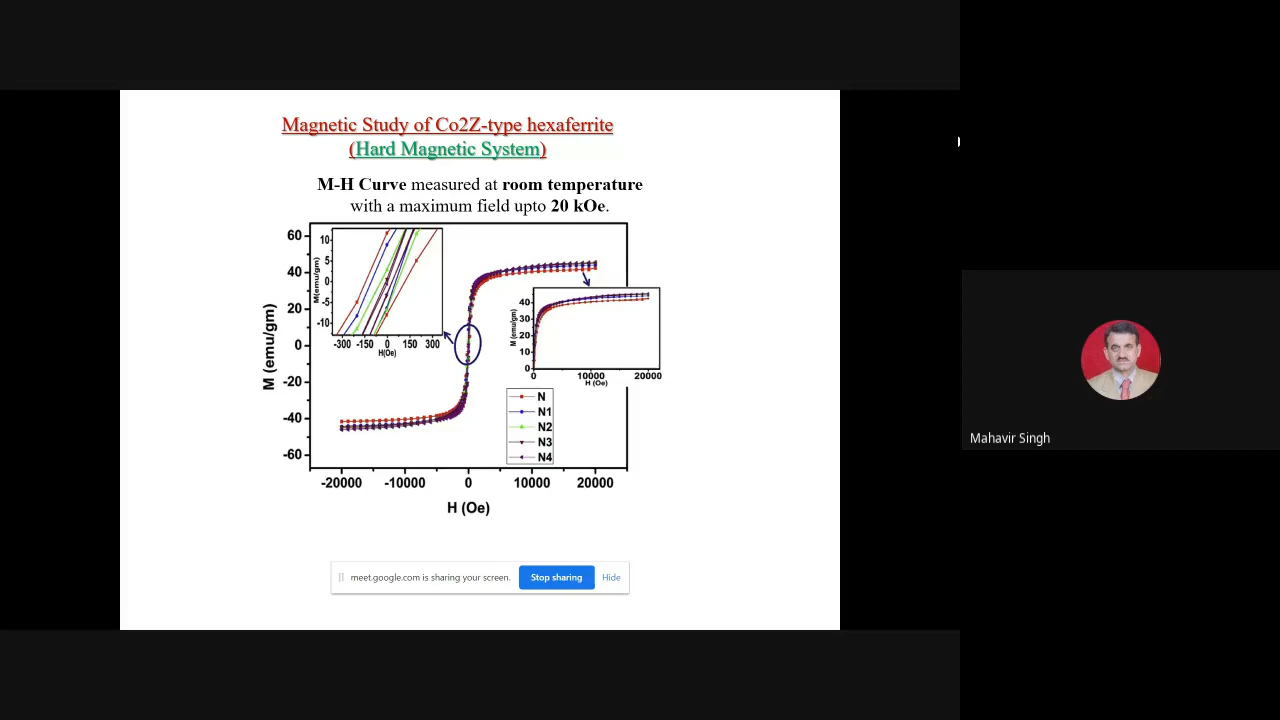 Magnetic Study of Co2Z-type hexaferrite
(Hard Magnetic System)
M-H Curve measured at room temperature
with a maximum field upto 20 kOe.
60
40
20
0
-20
-40
-60
M (emu/gm)
-20000 -10000 0 10000 20000
H (Oe)
10
5
0
-5
-10
M(emu/gm)
-300 -150 0 150 300
H(Oe)
40
30
20
10
0
M (emu/gm)
0 10000 20000
H (Oe)
N
N1
N2
N3
N4
meet.google.com is sharing your screen. Stop sharing Hide
Mahavir Singh